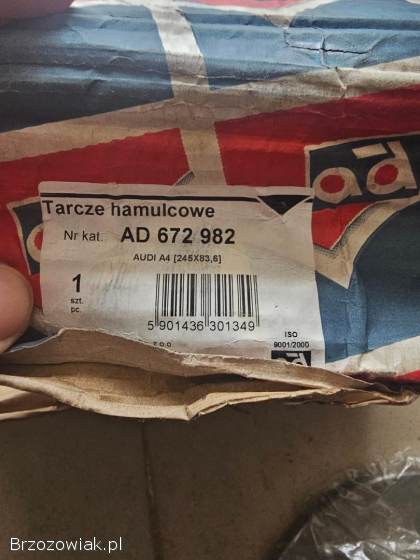 ad
Tarcze hamulcowe
Nr kat. AD 672 982
AUDI A4 [245X83,6]
1
szt.
pc.
5 901436 301349
ISO
9001/2000
z o.o.
Brzozowiak.pl